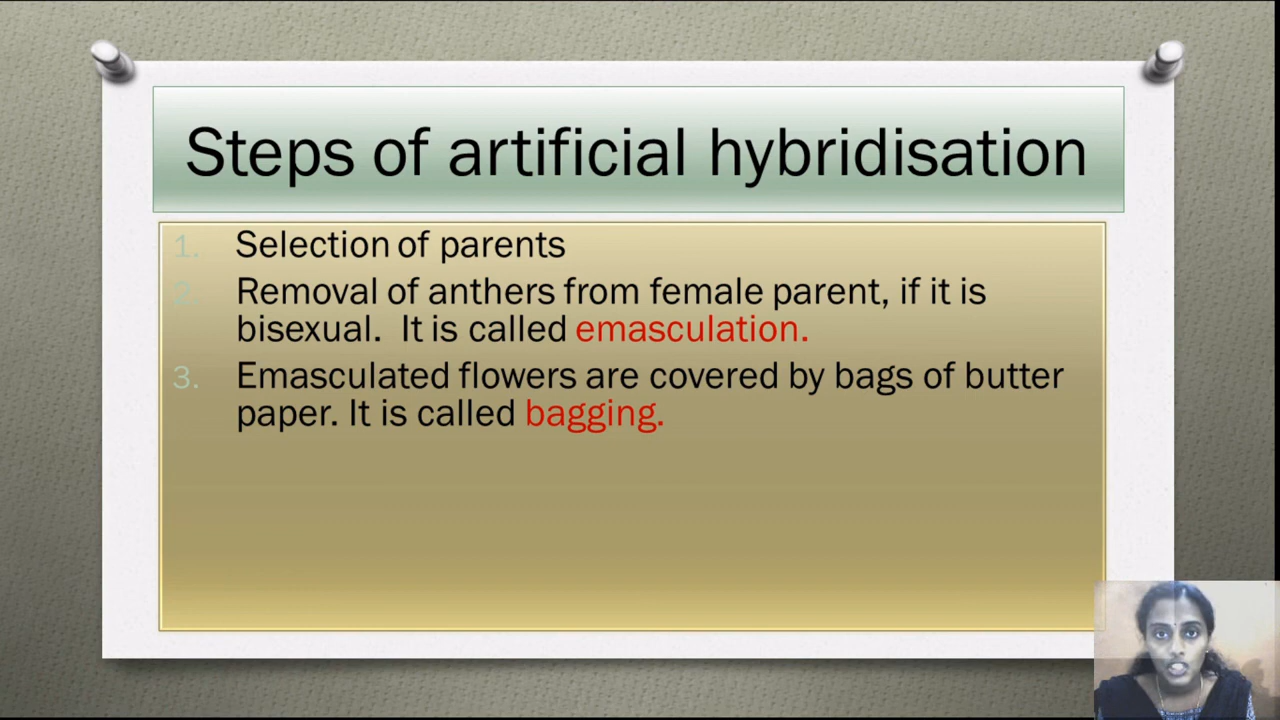 Steps of artificial hybridisation
1. Selection of parents
2. Removal of anthers from female parent, if it is
bisexual. It is called emasculation.
3. Emasculated flowers are covered by bags of butter
paper. It is called bagging.